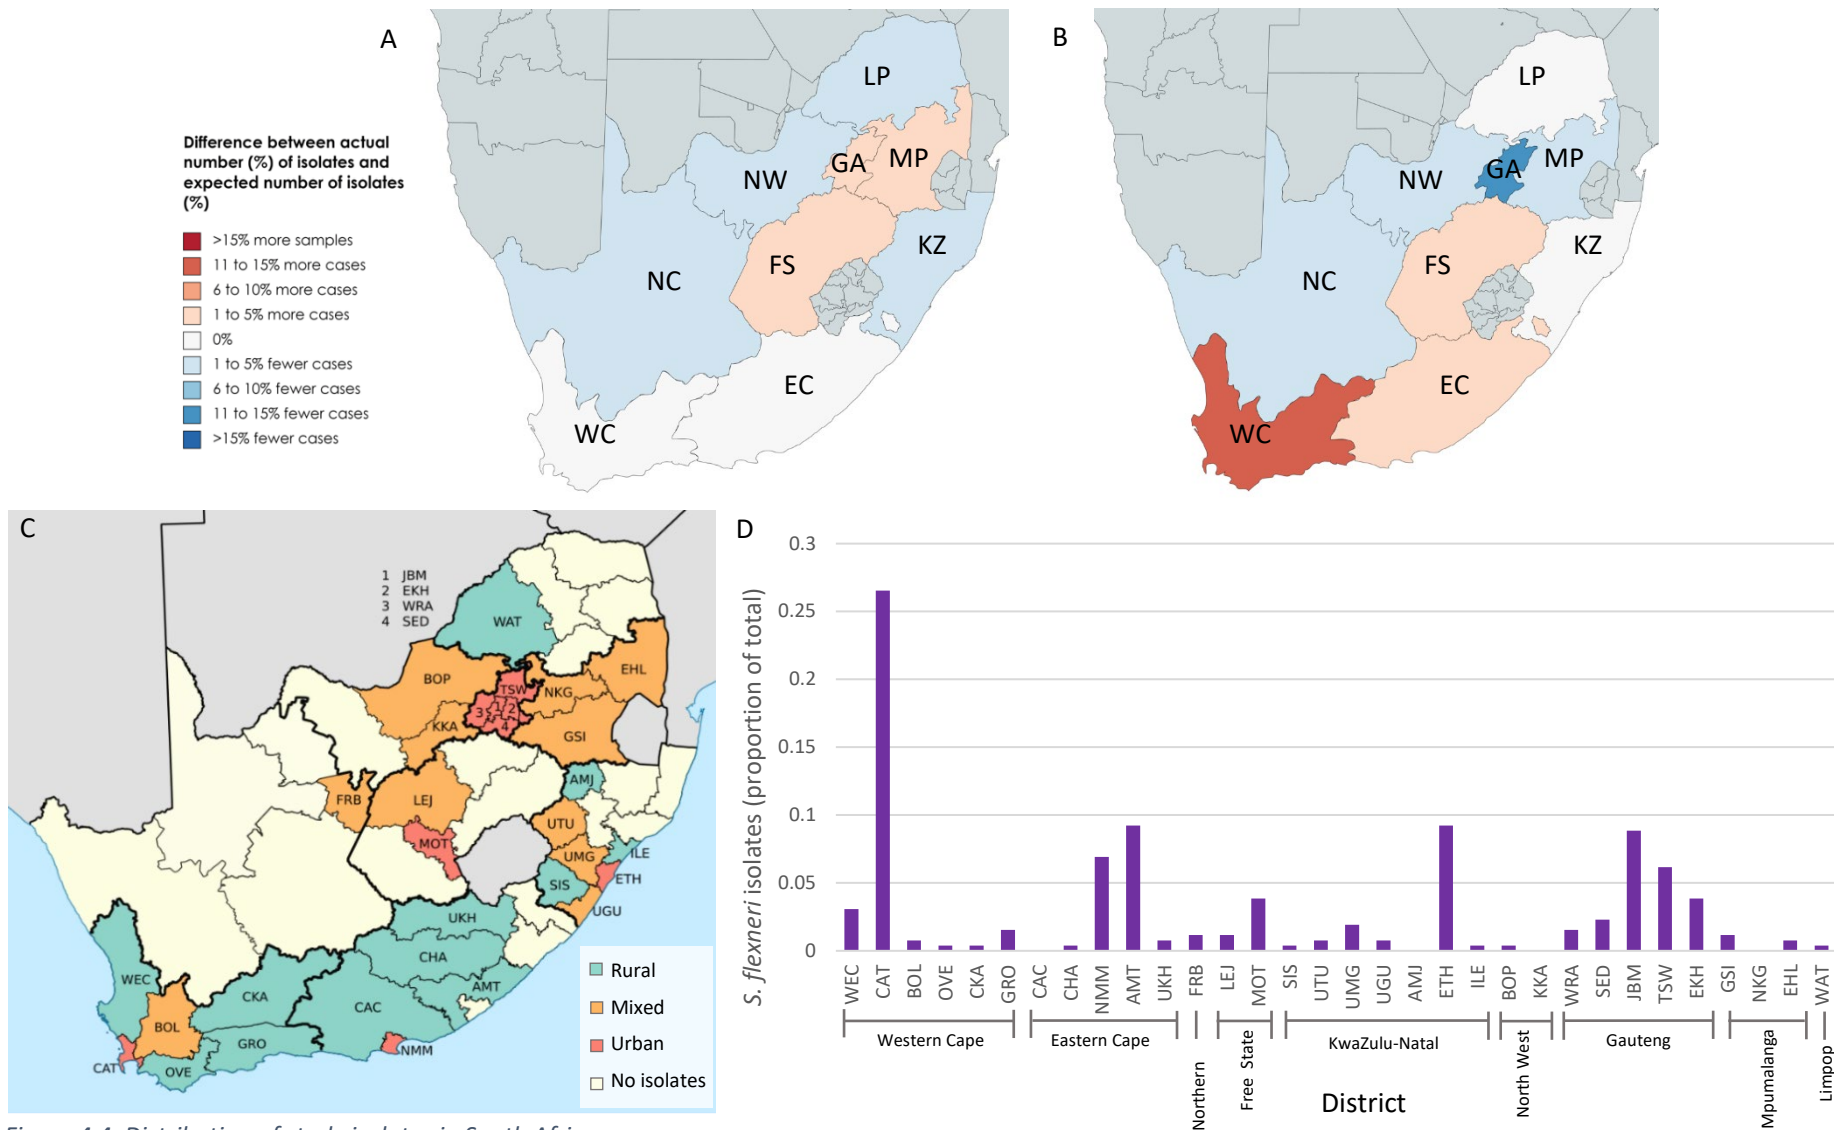 A
LP
GA
MP
NW
KZ
FS
NC
EC
WC
Difference between actual
number (%) of isolates and
expected number of isolates
(%)
>15% more samples
11 to 15% more cases
6 to 10% more cases
1 to 5% more cases
0%
1 to 5% fewer cases
6 to 10% fewer cases
11 to 15% fewer cases
>15% fewer cases
B
LP
GA
MP
NW
KZ
FS
NC
EC
WC
C
1 JBM
2 EKH
3 WRA
4 SED
WAT
EHL
BOP
TSW
NKG
1
2
3
4
KKA
GSI
AMJ
FRB
LEJ
UTU
MOT
UMG
ILE
SIS
ETH
UGU
UKH
CHA
WEC
AMT
CKA
CAC
BOL
GRO
NMM
CAT
OVE
Rural
Mixed
Urban
No isolates
D
S. flexneri isolates (proportion of total)
0.3
0.25
0.2
0.15
0.1
0.05
0
WEC
CAT
BOL
OVE
CKA
GRO
CAC
CHA
NMM
AMT
UKH
FRB
LEJ
MOT
SIS
UTU
UMG
UGU
AMJ
ETH
ILE
BOP
KKA
WRA
SED
JBM
TSW
EKH
GSI
NKG
EHL
WAT
Western Cape
Eastern Cape
Northern
Free State
KwaZulu-Natal
North West
Gauteng
Mpumalanga
Limpop
District